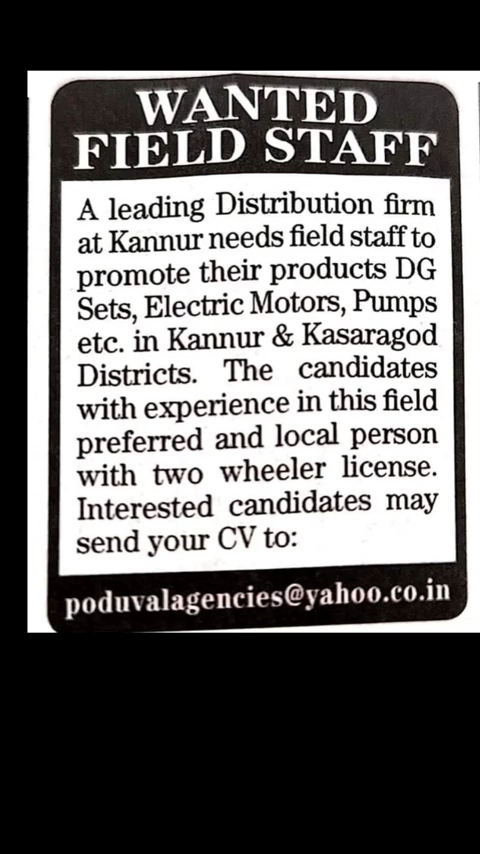 WANTED
FIELD STAFF
A leading Distribution firm
at Kannur needs field staff to
promote their products DG
Sets, Electric Motors, Pumps
etc. in Kannur & Kasaragod
Districts. The candidates
with experience in this field
preferred and local person
with two wheeler license.
Interested candidates may
send your CV to:
poduvalagencies@yahoo.co.in